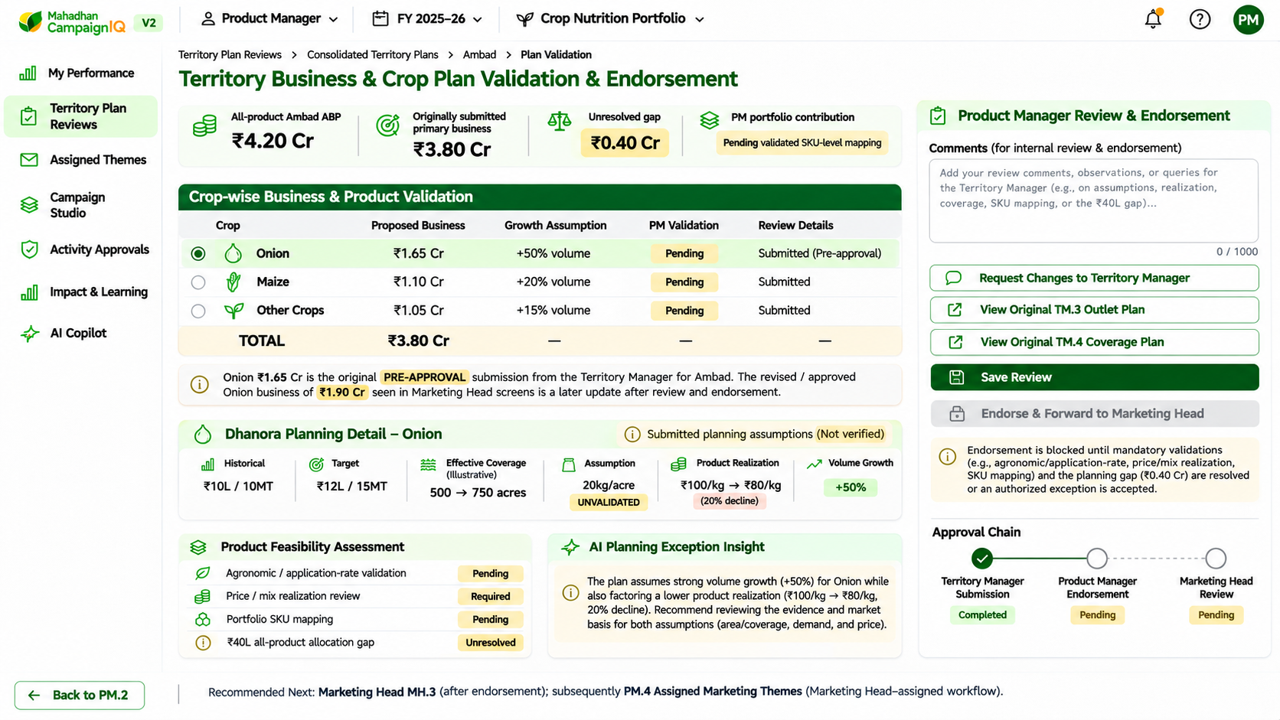 Mahadhan
CampaignIQ
V2
Product Manager
FY 2025–26
Crop Nutrition Portfolio
PM
My Performance
Territory Plan
Reviews
Assigned Themes
Campaign
Studio
Activity Approvals
Impact & Learning
AI Copilot
Territory Plan Reviews > Consolidated Territory Plans > Ambad > Plan Validation
Territory Business & Crop Plan Validation & Endorsement
All-product Ambad ABP
₹4.20 Cr
Originally submitted
primary business
₹3.80 Cr
Unresolved gap
₹0.40 Cr
PM portfolio contribution
Pending validated SKU-level mapping
Crop-wise Business & Product Validation
Crop Proposed Business Growth Assumption PM Validation Review Details
Onion ₹1.65 Cr +50% volume Pending Submitted (Pre-approval)
Maize ₹1.10 Cr +20% volume Pending Submitted
Other Crops ₹1.05 Cr +15% volume Pending Submitted
TOTAL ₹3.80 Cr — — —
Onion ₹1.65 Cr is the original PRE-APPROVAL submission from the Territory Manager for Ambad. The revised / approved
Onion business of ₹1.90 Cr seen in Marketing Head screens is a later update after review and endorsement.
Dhanora Planning Detail – Onion
Submitted planning assumptions (Not verified)
Historical
₹10L / 10MT
Target
₹12L / 15MT
Effective Coverage
(Illustrative)
500 → 750 acres
Assumption
20kg/acre
UNVALIDATED
Product Realization
₹100/kg → ₹80/kg
(20% decline)
Volume Growth
+50%
Product Feasibility Assessment
Agronomic / application-rate validation Pending
Price / mix realization review Required
Portfolio SKU mapping Pending
₹40L all-product allocation gap Unresolved
AI Planning Exception Insight
The plan assumes strong volume growth (+50%) for Onion while
also factoring a lower product realization (₹100/kg → ₹80/kg,
20% decline). Recommend reviewing the evidence and market
basis for both assumptions (area/coverage, demand, and price).
Product Manager Review & Endorsement
Comments (for internal review & endorsement)
Add your review comments, observations, or queries for
the Territory Manager (e.g., on assumptions, realization,
coverage, SKU mapping, or the ₹40L gap)...
0 / 1000
Request Changes to Territory Manager
View Original TM.3 Outlet Plan
View Original TM.4 Coverage Plan
Save Review
Endorse & Forward to Marketing Head
Endorsement is blocked until mandatory validations
(e.g., agronomic/application-rate, price/mix realization,
SKU mapping) and the planning gap (₹0.40 Cr) are resolved
or an authorized exception is accepted.
Approval Chain
Territory Manager
Submission
Completed
Product Manager
Endorsement
Pending
Marketing Head
Review
Pending
← Back to PM.2
Recommended Next: Marketing Head MH.3 (after endorsement); subsequently PM.4 Assigned Marketing Themes (Marketing Head–assigned workflow).